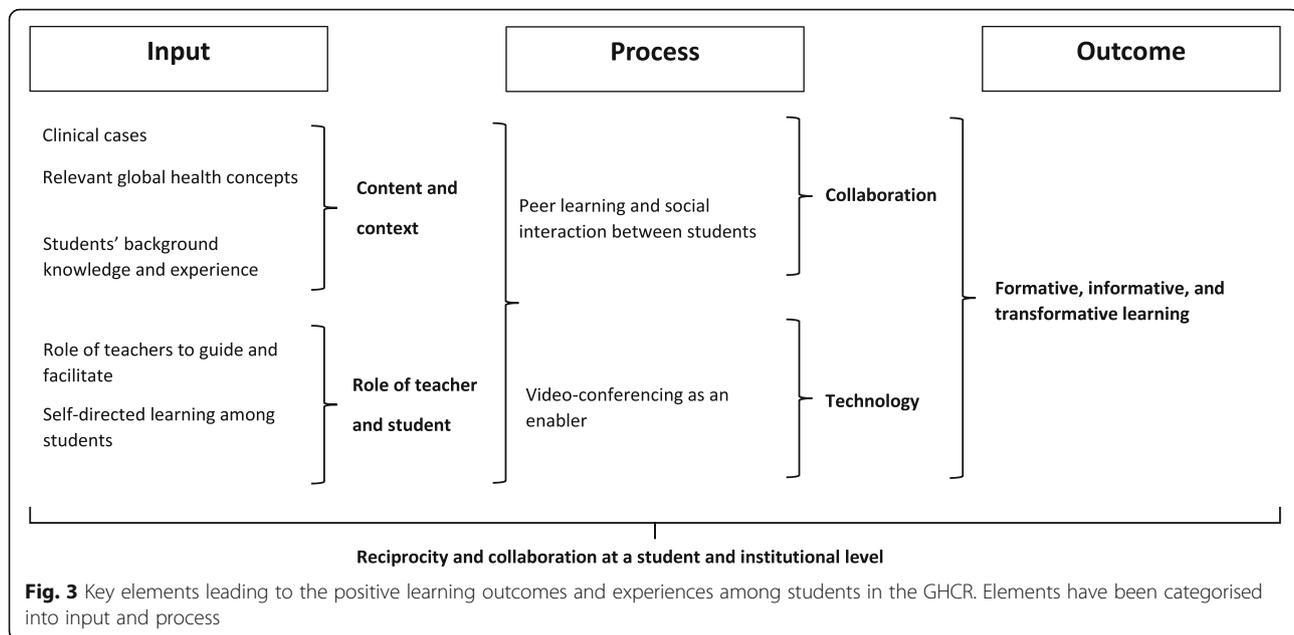 Input
Process
Outcome
Clinical cases
Relevant global health concepts
Students’ background
knowledge and experience
Content and
context
Role of teachers to guide and
facilitate
Self-directed learning among
students
Role of teacher
and student
Peer learning and social
interaction between students
Collaboration
Video-conferencing as an
enabler
Technology
Formative, informative, and
transformative learning
Reciprocity and collaboration at a student and institutional level
Fig. 3 Key elements leading to the positive learning outcomes and experiences among students in the GHCR. Elements have been categorised
into input and process